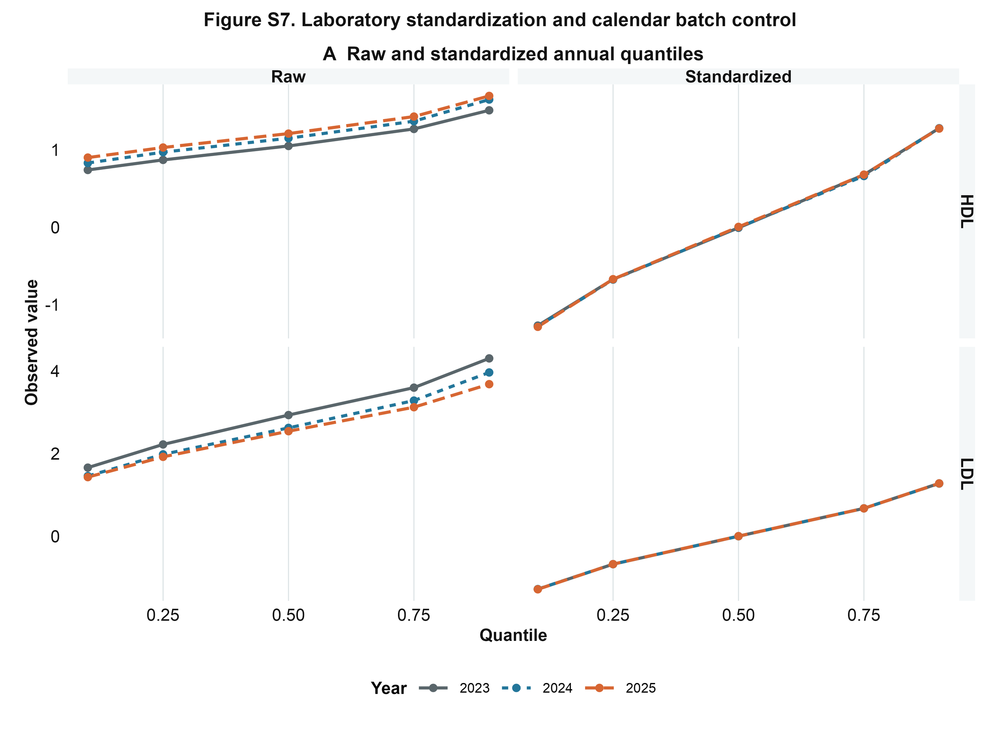 Figure S7. Laboratory standardization and calendar batch control
A Raw and standardized annual quantiles
Raw
Standardized
1
0
-1
HDL
Observed value
4
2
0
LDL
0.25
0.50
0.75
0.25
0.50
0.75
Quantile
Year
2023
2024
2025